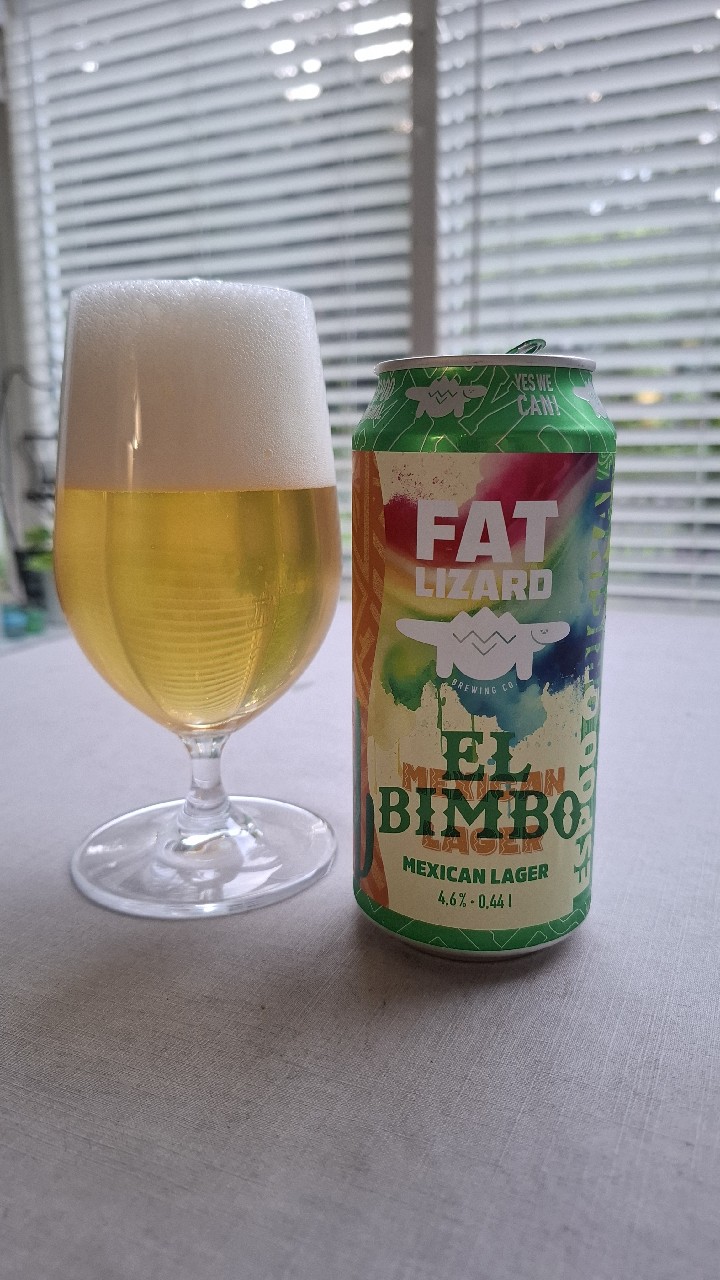 YES WE
CAN!
FAT
LIZARD
BREWING CO.
EL
MEXICAN
BIMBO
LAGER
MEXICAN LAGER
4,6% - 0,44 l